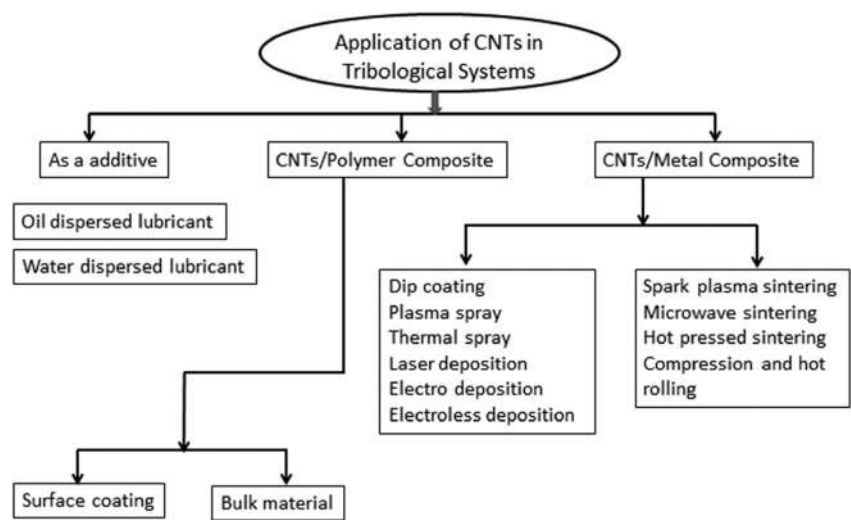 Application of CNTs in
Tribological Systems
As a additive
CNTs/Polymer Composite
CNTs/Metal Composite
Oil dispersed lubricant
Water dispersed lubricant
Dip coating
Plasma spray
Thermal spray
Laser deposition
Electro deposition
Electroless deposition
Spark plasma sintering
Microwave sintering
Hot pressed sintering
Compression and hot
rolling
Surface coating
Bulk material